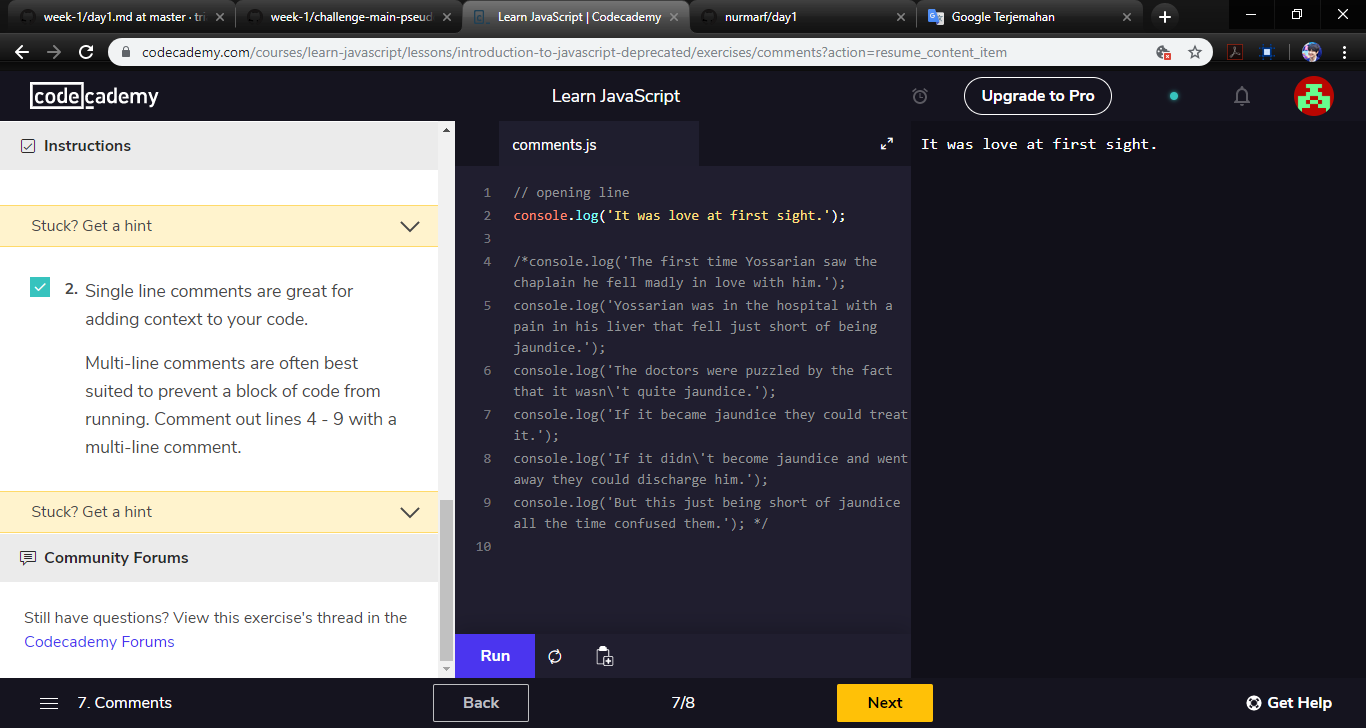 week-1/day1.md at master · tri
week-1/challenge-main-pseud
Learn JavaScript | Codecademy
nurmarf/day1
Google Terjemahan
codecademy.com/courses/learn-javascript/lessons/introduction-to-javascript-deprecated/exercises/comments?action=resume_content_item
codecademy
Learn JavaScript
Upgrade to Pro
Instructions
Stuck? Get a hint
2. Single line comments are great for
adding context to your code.
Multi-line comments are often best
suited to prevent a block of code from
running. Comment out lines 4 - 9 with a
multi-line comment.
Stuck? Get a hint
Community Forums
Still have questions? View this exercise's thread in the
Codecademy Forums
comments.js
1 // opening line
2 console.log('It was love at first sight.');
3
4 /*console.log('The first time Yossarian saw the
chaplain he fell madly in love with him.');
5 console.log('Yossarian was in the hospital with a
pain in his liver that fell just short of being
jaundice.');
6 console.log('The doctors were puzzled by the fact
that it wasn\'t quite jaundice.');
7 console.log('If it became jaundice they could treat
it.');
8 console.log('If it didn\'t become jaundice and went
away they could discharge him.');
9 console.log('But this just being short of jaundice
all the time confused them.'); */
10
Run
It was love at first sight.
7. Comments
Back
7/8
Next
Get Help